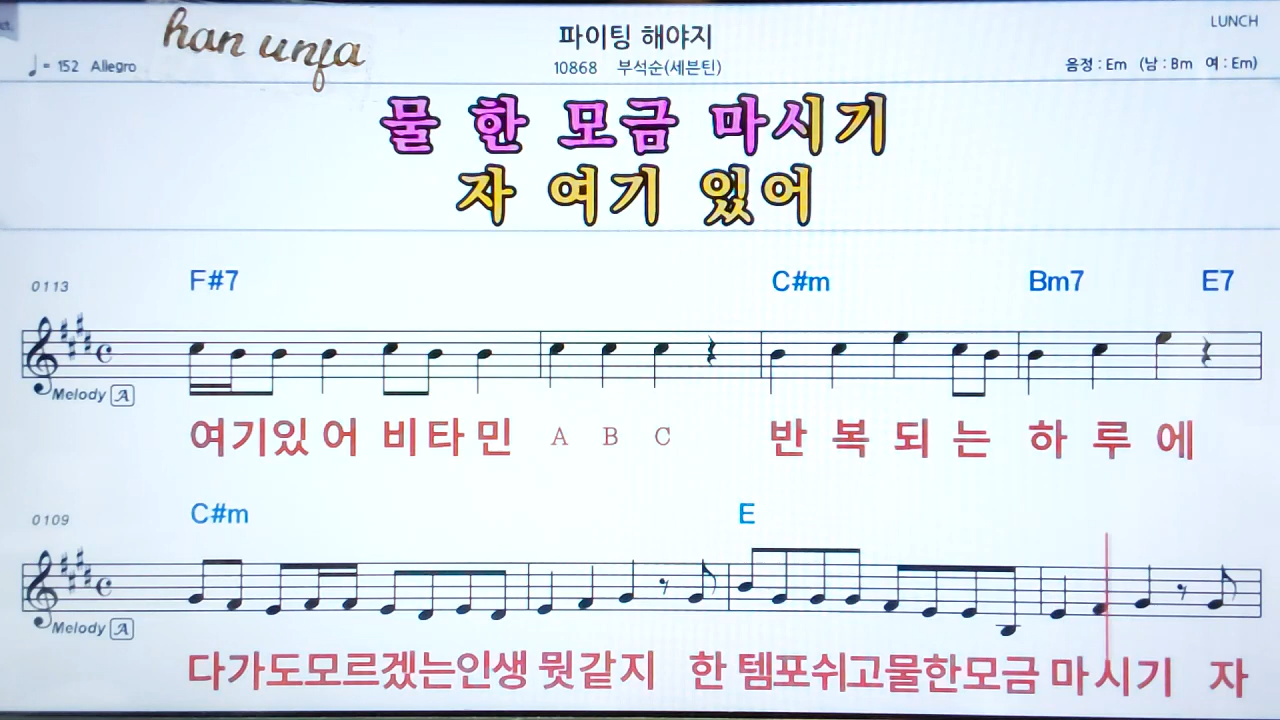 ct.
han unfa
파이팅 해야지
LUNCH
♩= 152 Allegro
10868 부석순(세븐틴)
음정 : Em (남 : Bm 여 : Em)
물 한 모금 마시기
자 여기 있어
0113
F#7 C#m Bm7 E7
Melody A
여기있 어 비타 민 A B C 반 복 되 는 하 루 에
0109
C#m E
Melody A
다가도모르겠는인생 뭣같지 한 템포쉬고물한모금 마시기 자